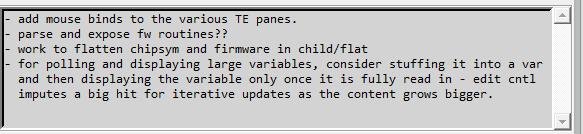 - add mouse binds to the various TE panes.
- parse and expose fw routines??
- work to flatten chipsym and firmware in child/flat
- for polling and displaying large variables, consider stuffing it into a var
  and then displaying the variable only once it is fully read in - edit cntl
  imputes a big hit for iterative updates as the content grows bigger.